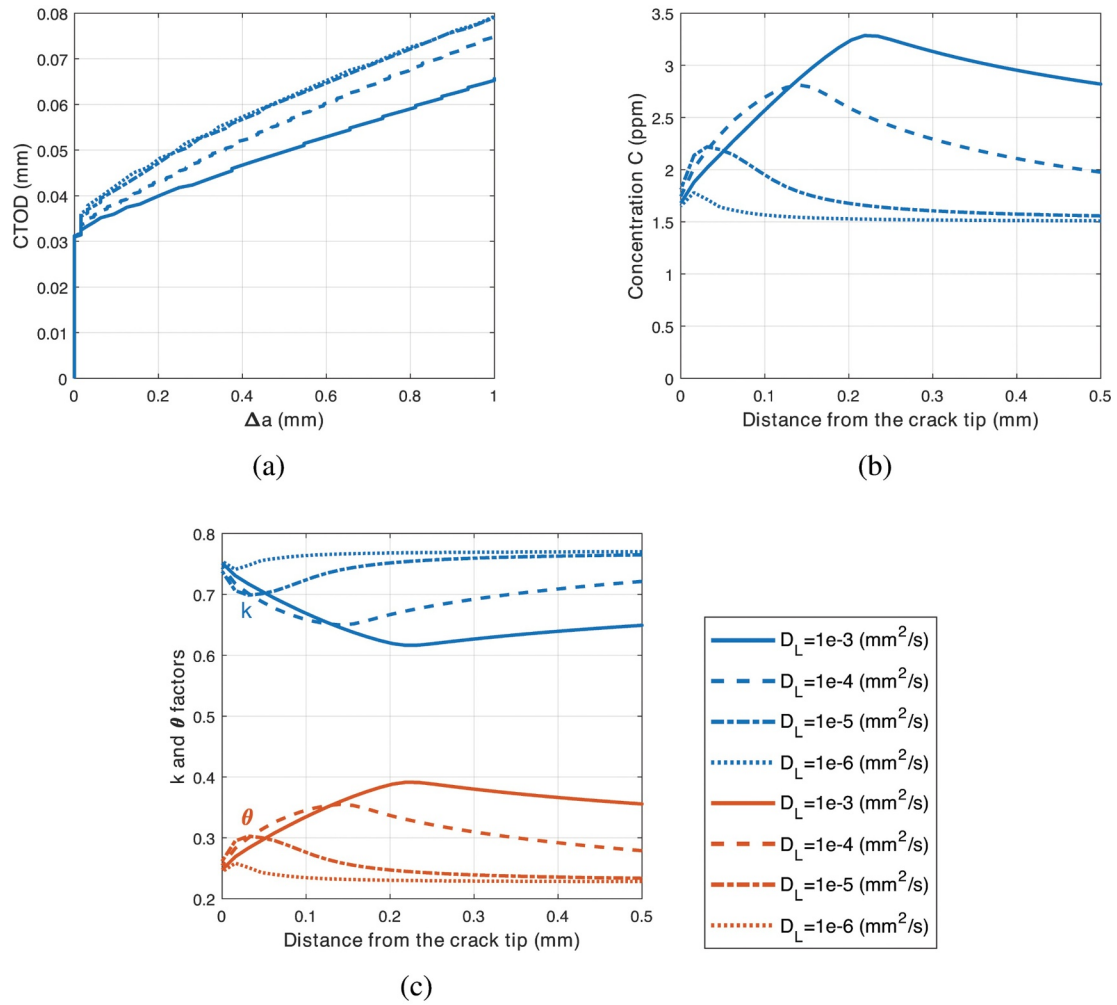 0.08
0.07
0.06
0.05
0.04
0.03
0.02
0.01
0
CTOD (mm)
0 0.2 0.4 0.6 0.8 1
Δa (mm)
(a)
3.5
3
2.5
2
1.5
1
0.5
0
Concentration C (ppm)
0 0.1 0.2 0.3 0.4 0.5
Distance from the crack tip (mm)
(b)
0.8
0.7
0.6
0.5
0.4
0.3
0.2
k and θ factors
k
θ
0 0.1 0.2 0.3 0.4 0.5
Distance from the crack tip (mm)
(c)
D_L=1e-3 (mm²/s)
D_L=1e-4 (mm²/s)
D_L=1e-5 (mm²/s)
D_L=1e-6 (mm²/s)
D_L=1e-3 (mm²/s)
D_L=1e-4 (mm²/s)
D_L=1e-5 (mm²/s)
D_L=1e-6 (mm²/s)